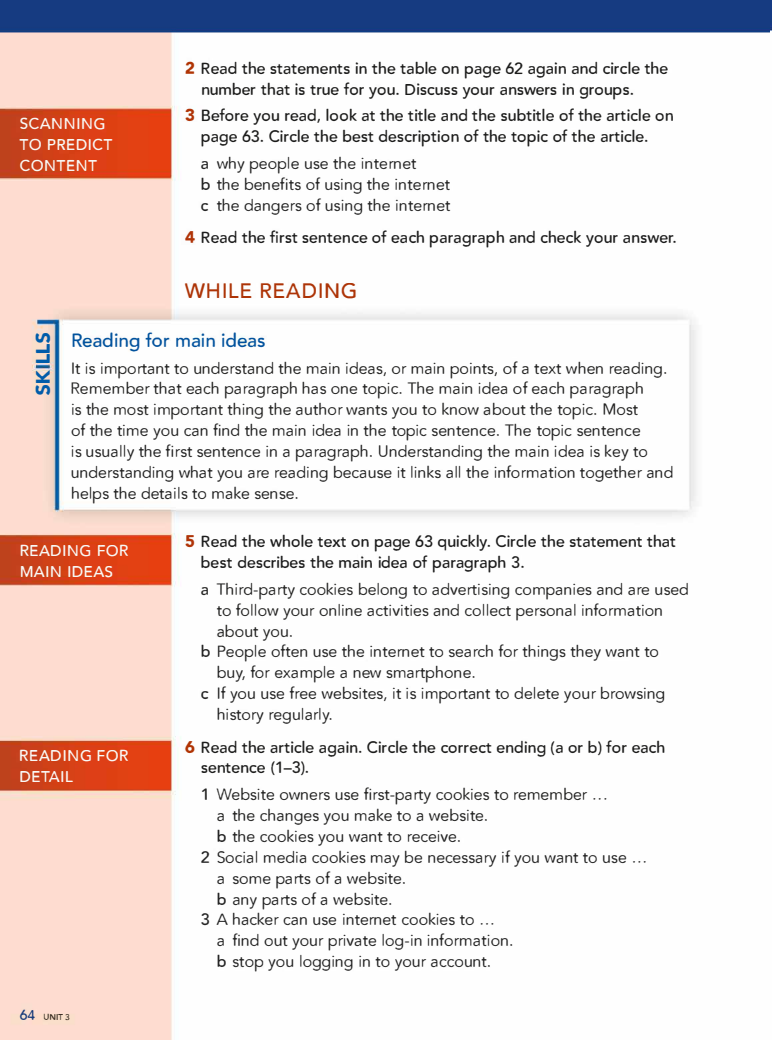 2 Read the statements in the table on page 62 again and circle the
number that is true for you. Discuss your answers in groups.
SCANNING
TO PREDICT
CONTENT
3 Before you read, look at the title and the subtitle of the article on
page 63. Circle the best description of the topic of the article.
a why people use the internet
b the benefits of using the internet
c the dangers of using the internet
4 Read the first sentence of each paragraph and check your answer.
WHILE READING
SKILLS
Reading for main ideas
It is important to understand the main ideas, or main points, of a text when reading.
Remember that each paragraph has one topic. The main idea of each paragraph
is the most important thing the author wants you to know about the topic. Most
of the time you can find the main idea in the topic sentence. The topic sentence
is usually the first sentence in a paragraph. Understanding the main idea is key to
understanding what you are reading because it links all the information together and
helps the details to make sense.
READING FOR
MAIN IDEAS
5 Read the whole text on page 63 quickly. Circle the statement that
best describes the main idea of paragraph 3.
a Third-party cookies belong to advertising companies and are used
to follow your online activities and collect personal information
about you.
b People often use the internet to search for things they want to
buy, for example a new smartphone.
c If you use free websites, it is important to delete your browsing
history regularly.
READING FOR
DETAIL
6 Read the article again. Circle the correct ending (a or b) for each
sentence (1–3).
1 Website owners use first-party cookies to remember …
a the changes you make to a website.
b the cookies you want to receive.
2 Social media cookies may be necessary if you want to use …
a some parts of a website.
b any parts of a website.
3 A hacker can use internet cookies to …
a find out your private log-in information.
b stop you logging in to your account.
64 UNIT 3